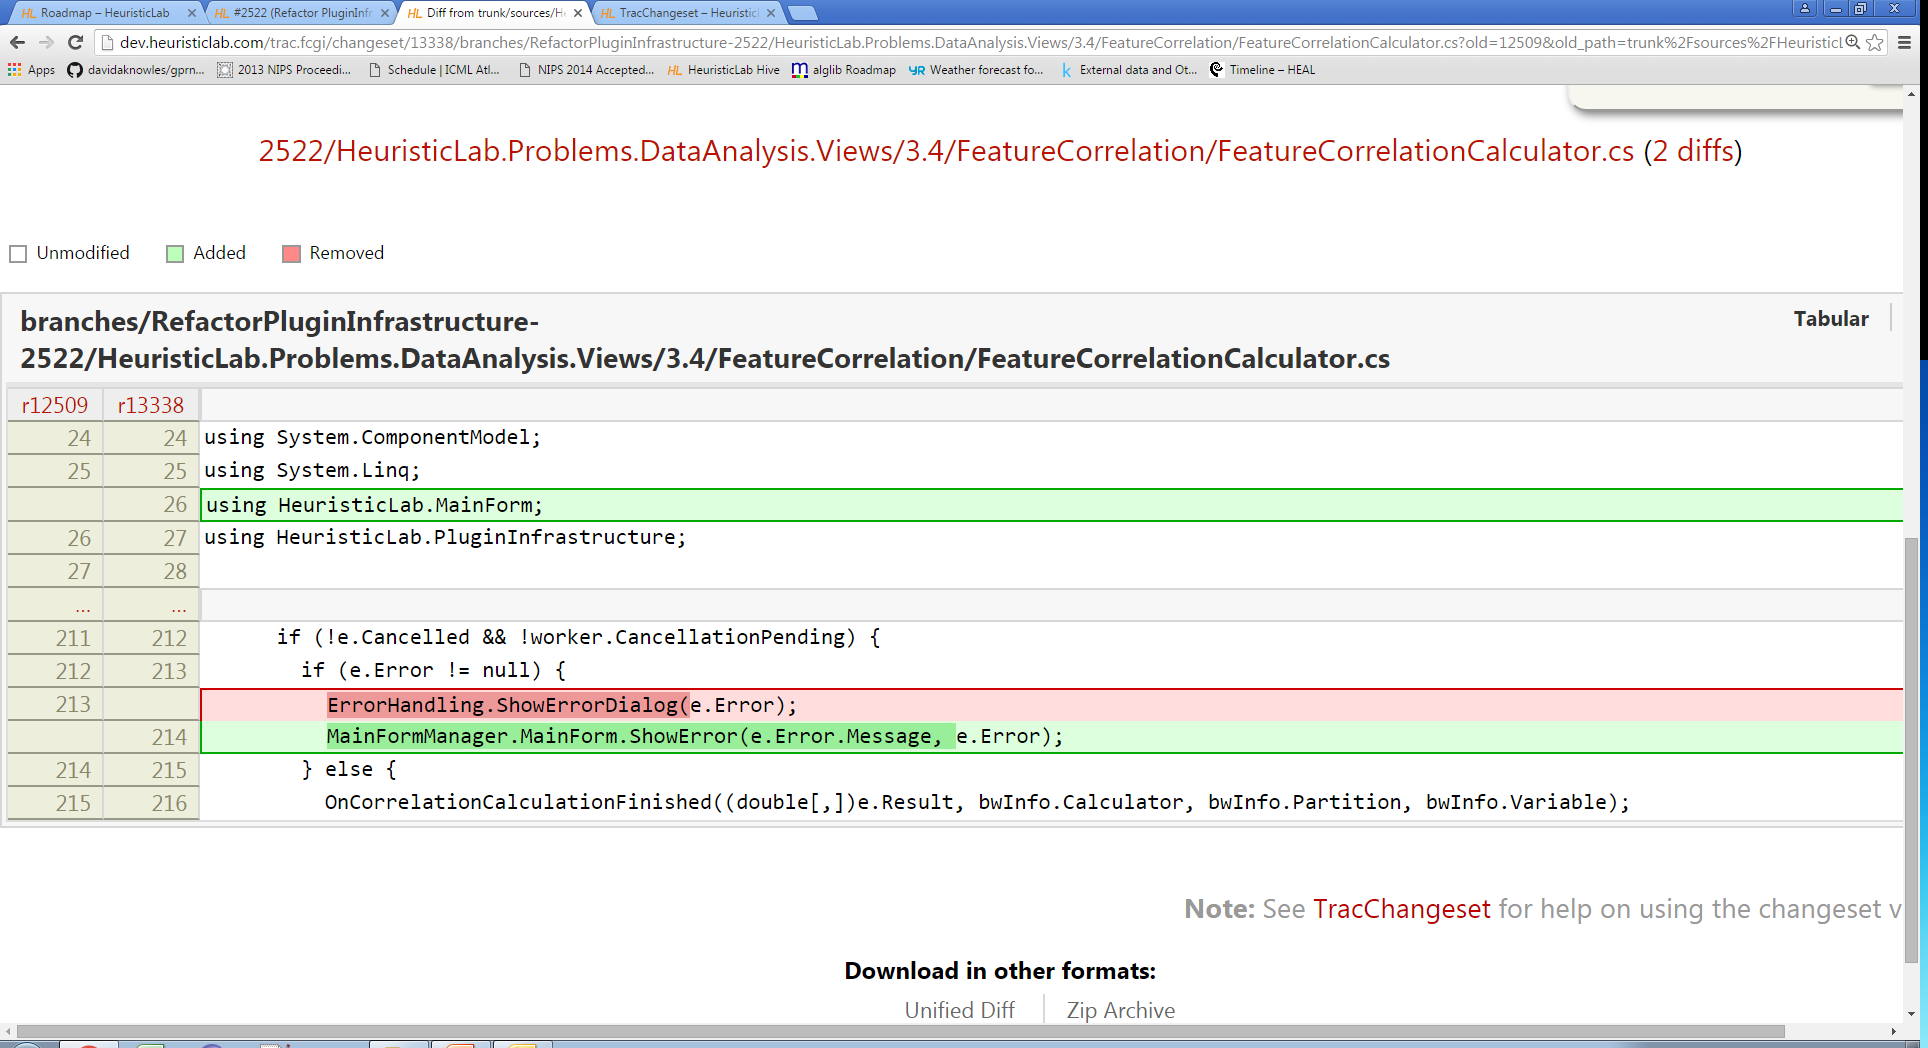 Roadmap – HeuristicLab
#2522 (Refactor PluginInfr
Diff from trunk/sources/He
TracChangeset – Heuristic
dev.heuristiclab.com/trac.fcgi/changeset/13338/branches/RefactorPluginInfrastructure-2522/HeuristicLab.Problems.DataAnalysis.Views/3.4/FeatureCorrelation/FeatureCorrelationCalculator.cs?old=12509&old_path=trunk%2Fsources%2FHeuristicL
Apps davidaknowles/gprn... 2013 NIPS Proceedi... Schedule | ICML Atl... NIPS 2014 Accepted... HeuristicLab Hive alglib Roadmap Weather forecast fo... External data and Ot... Timeline – HEAL
2522/HeuristicLab.Problems.DataAnalysis.Views/3.4/FeatureCorrelation/FeatureCorrelationCalculator.cs (2 diffs)
Unmodified Added Removed
branches/RefactorPluginInfrastructure-
2522/HeuristicLab.Problems.DataAnalysis.Views/3.4/FeatureCorrelation/FeatureCorrelationCalculator.cs
Tabular
r12509 r13338
24 24 using System.ComponentModel;
25 25 using System.Linq;
26 using HeuristicLab.MainForm;
26 27 using HeuristicLab.PluginInfrastructure;
27 28
... ...
211 212 if (!e.Cancelled && !worker.CancellationPending) {
212 213 if (e.Error != null) {
213 ErrorHandling.ShowErrorDialog(e.Error);
214 MainFormManager.MainForm.ShowError(e.Error.Message, e.Error);
214 215 } else {
215 216 OnCorrelationCalculationFinished((double[,])e.Result, bwInfo.Calculator, bwInfo.Partition, bwInfo.Variable);
Note: See TracChangeset for help on using the changeset v
Download in other formats:
Unified Diff Zip Archive